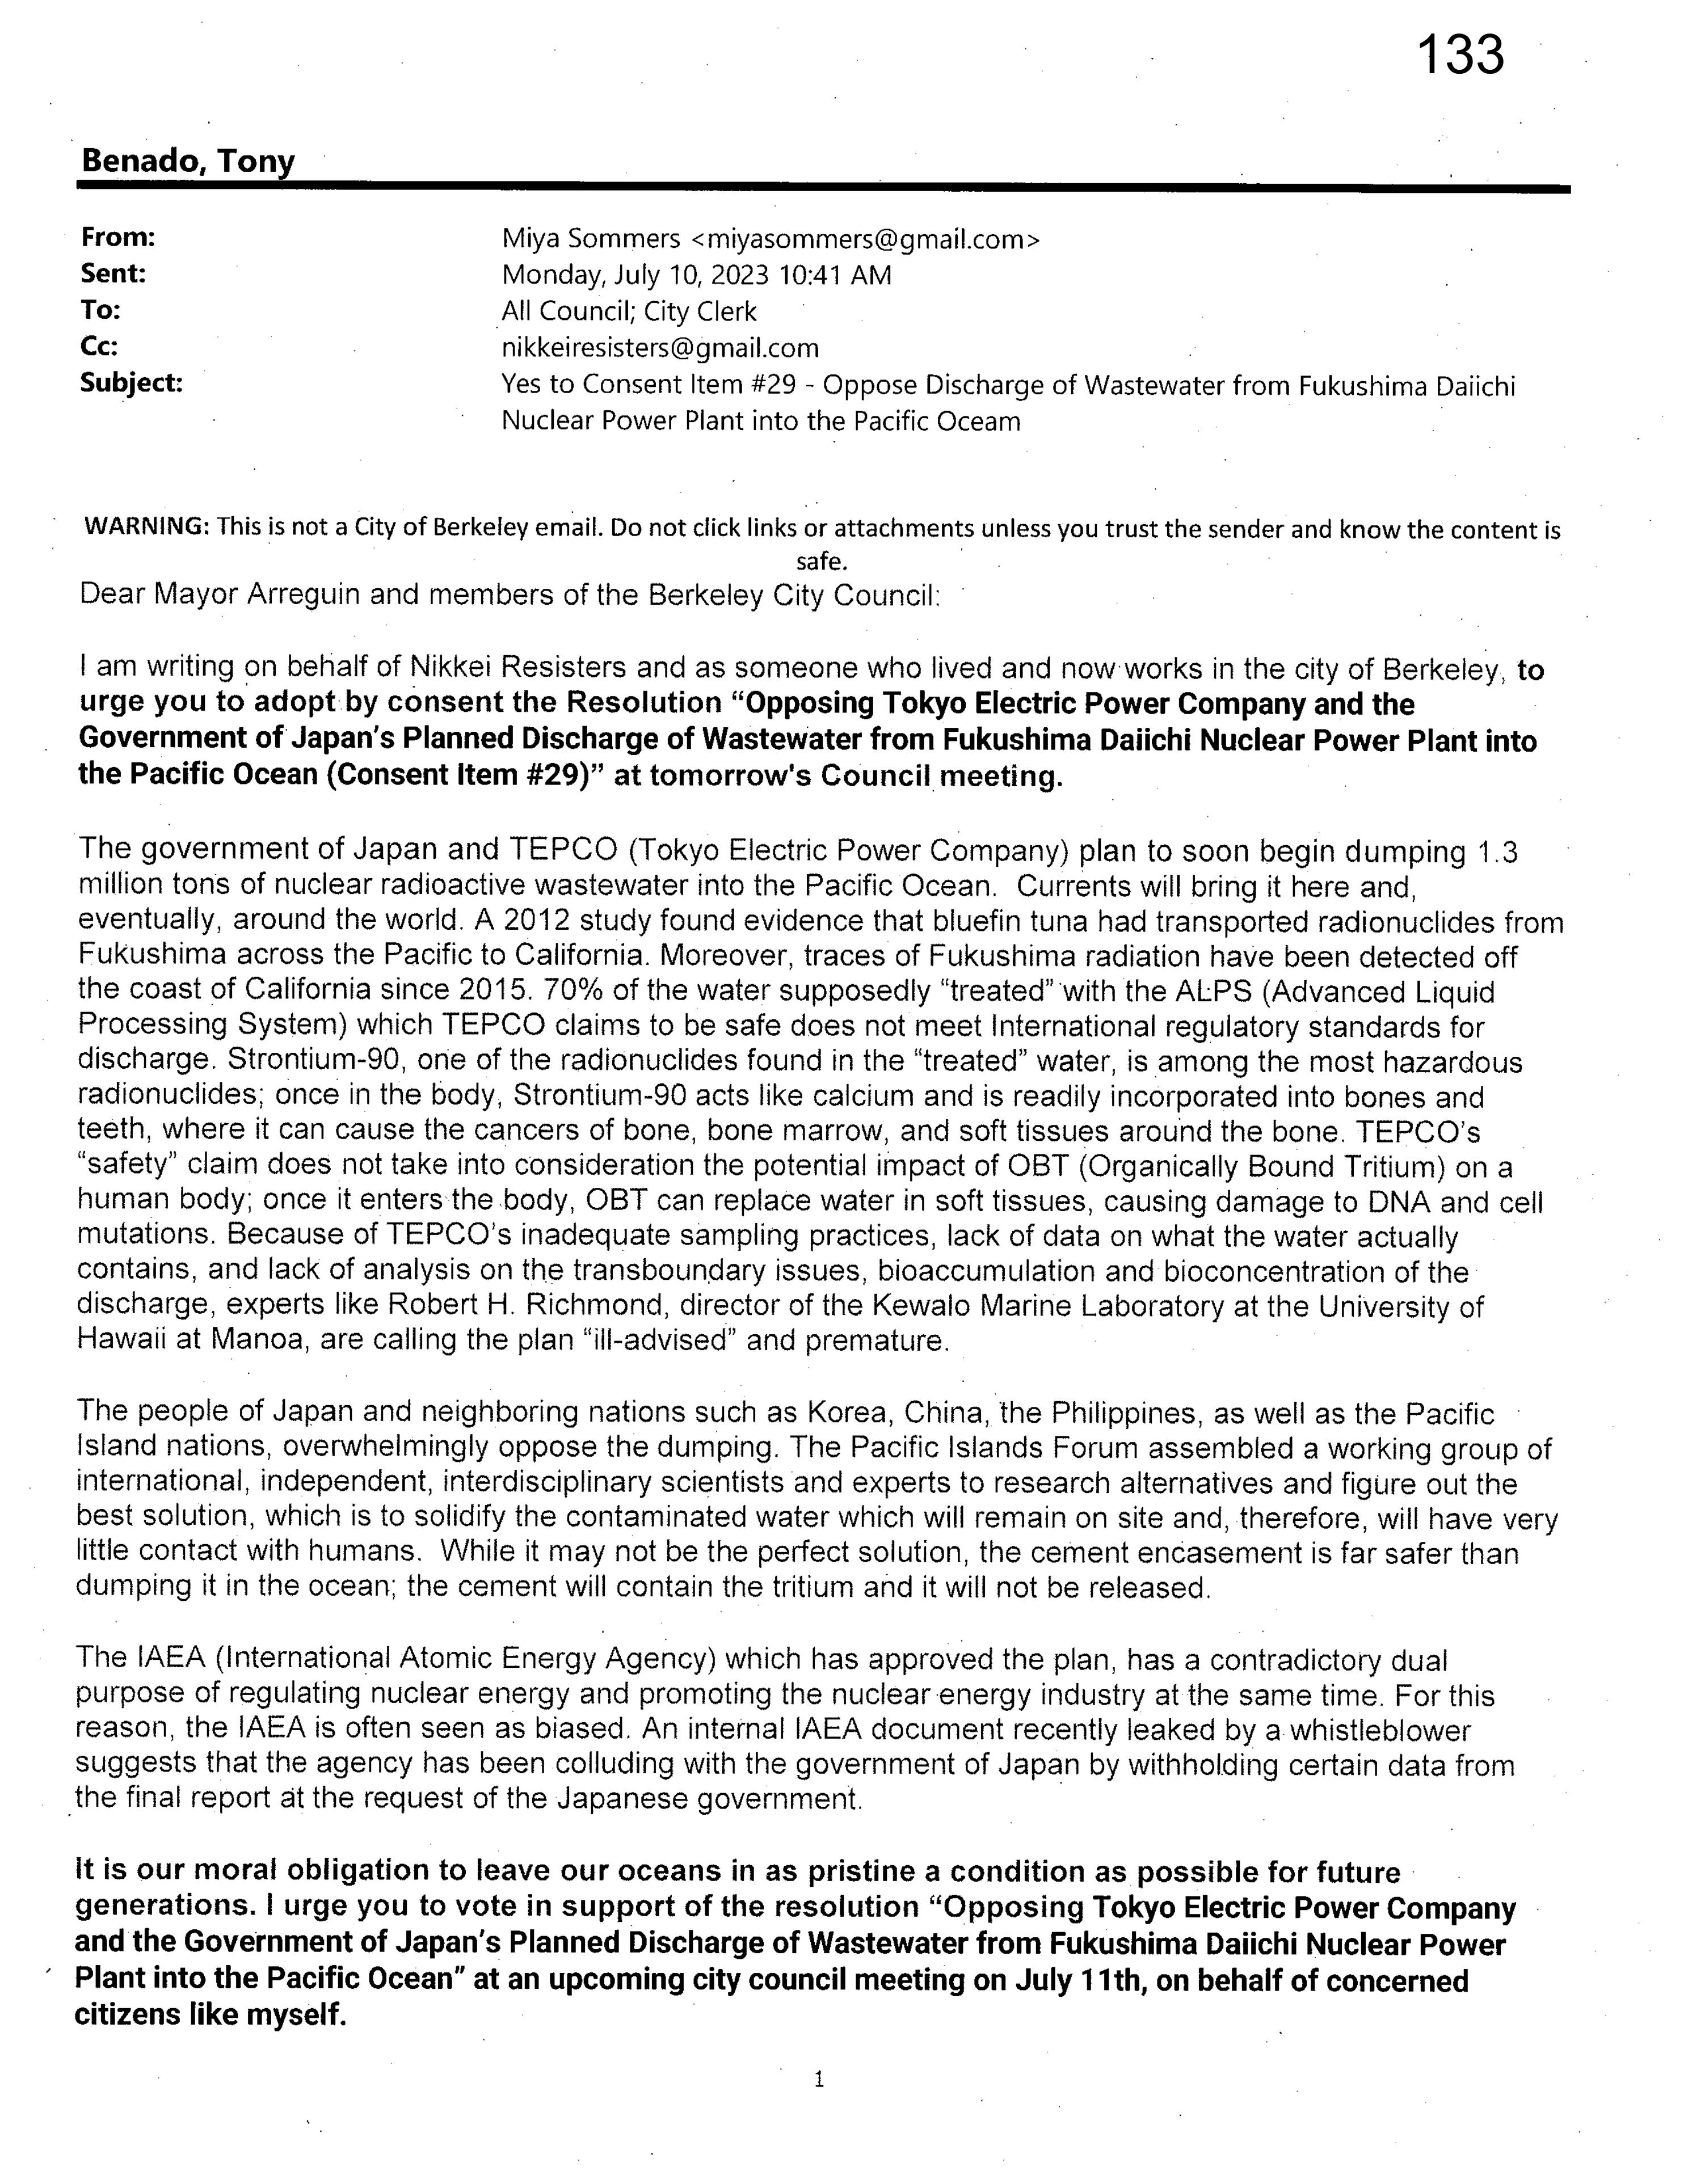 133
Benado, Tony
From: Miya Sommers <miyasommers@gmail.com>
Sent: Monday, July 10, 2023 10:41 AM
To: All Council; City Clerk
Cc: nikkeiresisters@gmail.com
Subject: Yes to Consent Item #29 - Oppose Discharge of Wastewater from Fukushima Daiichi
Nuclear Power Plant into the Pacific Oceam
WARNING: This is not a City of Berkeley email. Do not click links or attachments unless you trust the sender and know the content is
safe.
Dear Mayor Arreguin and members of the Berkeley City Council:
I am writing on behalf of Nikkei Resisters and as someone who lived and now works in the city of Berkeley, to
urge you to adopt by consent the Resolution “Opposing Tokyo Electric Power Company and the
Government of Japan's Planned Discharge of Wastewater from Fukushima Daiichi Nuclear Power Plant into
the Pacific Ocean (Consent Item #29)” at tomorrow's Council meeting.
The government of Japan and TEPCO (Tokyo Electric Power Company) plan to soon begin dumping 1.3
million tons of nuclear radioactive wastewater into the Pacific Ocean. Currents will bring it here and,
eventually, around the world. A 2012 study found evidence that bluefin tuna had transported radionuclides from
Fukushima across the Pacific to California. Moreover, traces of Fukushima radiation have been detected off
the coast of California since 2015. 70% of the water supposedly “treated” with the ALPS (Advanced Liquid
Processing System) which TEPCO claims to be safe does not meet International regulatory standards for
discharge. Strontium-90, one of the radionuclides found in the “treated” water, is among the most hazardous
radionuclides; once in the body, Strontium-90 acts like calcium and is readily incorporated into bones and
teeth, where it can cause the cancers of bone, bone marrow, and soft tissues around the bone. TEPCO's
“safety” claim does not take into consideration the potential impact of OBT (Organically Bound Tritium) on a
human body; once it enters the body, OBT can replace water in soft tissues, causing damage to DNA and cell
mutations. Because of TEPCO's inadequate sampling practices, lack of data on what the water actually
contains, and lack of analysis on the transboundary issues, bioaccumulation and bioconcentration of the
discharge, experts like Robert H. Richmond, director of the Kewalo Marine Laboratory at the University of
Hawaii at Manoa, are calling the plan “ill-advised” and premature.
The people of Japan and neighboring nations such as Korea, China, the Philippines, as well as the Pacific
Island nations, overwhelmingly oppose the dumping. The Pacific Islands Forum assembled a working group of
international, independent, interdisciplinary scientists and experts to research alternatives and figure out the
best solution, which is to solidify the contaminated water which will remain on site and, therefore, will have very
little contact with humans. While it may not be the perfect solution, the cement encasement is far safer than
dumping it in the ocean; the cement will contain the tritium and it will not be released.
The IAEA (International Atomic Energy Agency) which has approved the plan, has a contradictory dual
purpose of regulating nuclear energy and promoting the nuclear energy industry at the same time. For this
reason, the IAEA is often seen as biased. An internal IAEA document recently leaked by a whistleblower
suggests that the agency has been colluding with the government of Japan by withholding certain data from
the final report at the request of the Japanese government.
It is our moral obligation to leave our oceans in as pristine a condition as possible for future
generations. I urge you to vote in support of the resolution “Opposing Tokyo Electric Power Company
and the Government of Japan's Planned Discharge of Wastewater from Fukushima Daiichi Nuclear Power
Plant into the Pacific Ocean” at an upcoming city council meeting on July 11th, on behalf of concerned
citizens like myself.
1